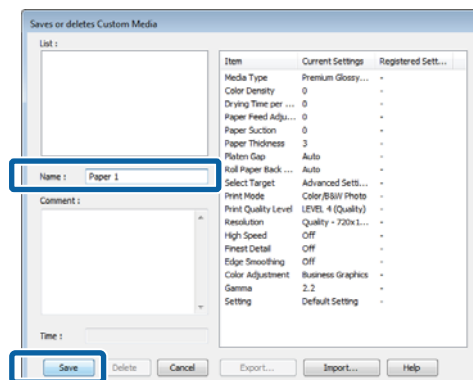 Saves or deletes Custom Media
List :
Item Current Settings Registered Sett...
Media Type Premium Glossy... -
Color Density 0 -
Drying Time per ... 0 -
Paper Feed Adju... 0 -
Paper Suction 0 -
Paper Thickness 3 -
Platen Gap Auto -
Roll Paper Back ... Auto -
Select Target Advanced Setti... -
Print Mode Color/B&W Photo -
Print Quality Level LEVEL 4 (Quality) -
Resolution Quality - 720x1... -
High Speed Off -
Finest Detail Off -
Edge Smoothing Off -
Color Adjustment Business Graphics -
Gamma 2.2 -
Setting Default Setting -
Name : Paper 1
Comment :
Time :
Save Delete Cancel Export... Import... Help